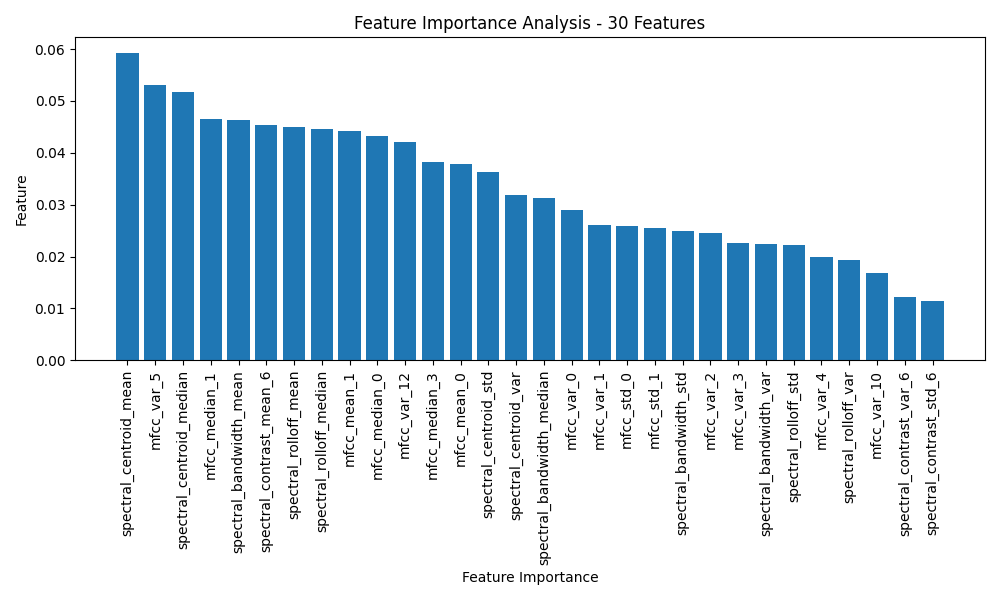 Feature Importance Analysis - 30 Features
Feature
0.06
0.05
0.04
0.03
0.02
0.01
0.00
spectral_centroid_mean
mfcc_var_5
spectral_centroid_median
mfcc_median_1
spectral_bandwidth_mean
spectral_contrast_mean_6
spectral_rolloff_mean
spectral_rolloff_median
mfcc_mean_1
mfcc_median_0
mfcc_var_12
mfcc_median_3
mfcc_mean_0
spectral_centroid_std
spectral_centroid_var
spectral_bandwidth_median
mfcc_var_0
mfcc_var_1
mfcc_std_0
mfcc_std_1
spectral_bandwidth_std
mfcc_var_2
mfcc_var_3
spectral_bandwidth_var
spectral_rolloff_std
mfcc_var_4
spectral_rolloff_var
mfcc_var_10
spectral_contrast_var_6
spectral_contrast_std_6
Feature Importance